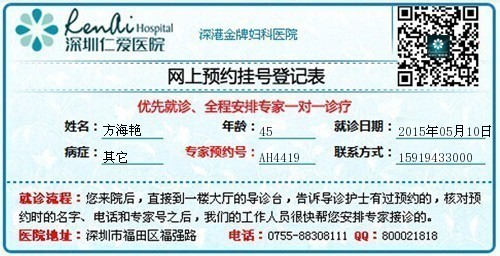 RenAi Hospital
深圳仁爱医院
深港金牌妇科医院
网上预约挂号登记表
优先就诊、全程安排专家一对一诊疗
姓名：方海艳 年龄：45 就诊日期：2015年05月10日
病症：其它 专家预约号：AH4419 联系方式：15919433000
就诊流程：您来院后，直接到一楼大厅的导诊台，告诉导诊护士有过预约的，核对预
约时的名字、电话和专家号之后，我们的工作人员很快帮您安排专家接诊的。
医院地址：深圳市福田区福强路 电话：0755-88308111 QQ：800021818